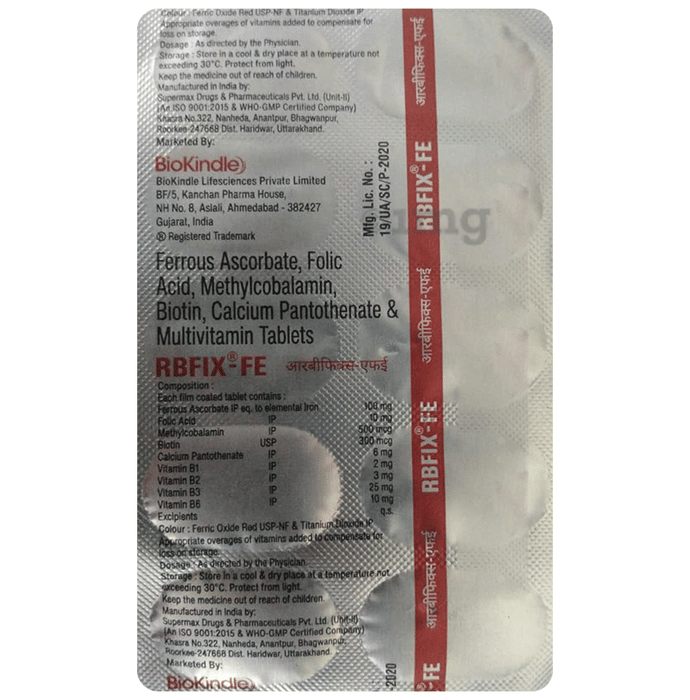 Colour : Ferric Oxide Red USP-NF & Titanium Dioxide IP
Appropriate overages of vitamins added to compensate for
loss on storage.
Dosage : As directed by the Physician.
Storage : Store in a cool & dry place at a temperature not
exceeding 30°C. Protect from light.
Keep the medicine out of reach of children.
Manufactured in India by:
Supermax Drugs & Pharmaceuticals Pvt. Ltd. (Unit-II)
(An ISO 9001:2015 & WHO-GMP Certified Company)
Khasra No.322, Nanheda, Anantpur, Bhagwanpur,
Roorkee-247668 Dist. Haridwar, Uttarakhand.
Marketed By:
BioKindle
BioKindle Lifesciences Private Limited
BF/5, Kanchan Pharma House,
NH No. 8, Aslali, Ahmedabad - 382427
Gujarat, India
® Registered Trademark
Mfg. Lic. No. :
19/UA/SC/P-2020
Ferrous Ascorbate, Folic
Acid, Methylcobalamin,
Biotin, Calcium Pantothenate &
Multivitamin Tablets
RBFIX®-FE आरबीफिक्स-एफई
Composition :
Each film coated tablet contains :
Ferrous Ascorbate IP eq. to elemental Iron 100 mg
Folic Acid IP 10 mg
Methylcobalamin IP 500 mcg
Biotin USP 300 mcg
Calcium Pantothenate IP 6 mg
Vitamin B1 IP 2 mg
Vitamin B2 IP 3 mg
Vitamin B3 IP 25 mg
Vitamin B6 IP 10 mg
Excipients q.s.
Colour : Ferric Oxide Red USP-NF & Titanium Dioxide IP
Appropriate overages of vitamins added to compensate for
loss on storage.
Dosage : As directed by the Physician.
Storage : Store in a cool & dry place at a temperature not
exceeding 30°C. Protect from light.
Keep the medicine out of reach of children.
Manufactured in India by:
Supermax Drugs & Pharmaceuticals Pvt. Ltd. (Unit-II)
(An ISO 9001:2015 & WHO-GMP Certified Company)
Khasra No.322, Nanheda, Anantpur, Bhagwanpur,
Roorkee-247668 Dist. Haridwar, Uttarakhand.
Marketed By:
BioKindle
-2020
आरबीफिक्स-एफई
RBFIX®-FE
आरबीफिक्स-एफई
RBFIX®-FE
आरबीफिक्स-एफई
-FE